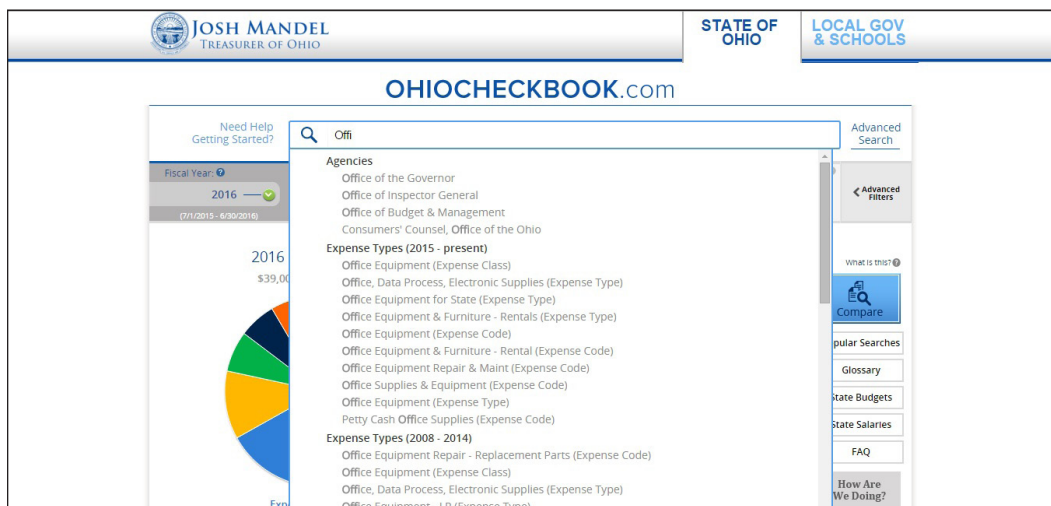 JOSH MANDEL
TREASURER OF OHIO
STATE OF
OHIO
LOCAL GOV
& SCHOOLS
OHIOCHECKBOOK.com
Need Help
Getting Started?
Offi
Advanced
Search
Agencies
Office of the Governor
Office of Inspector General
Office of Budget & Management
Consumers' Counsel, Office of the Ohio
Expense Types (2015 - present)
Office Equipment (Expense Class)
Office, Data Process, Electronic Supplies (Expense Type)
Office Equipment for State (Expense Type)
Office Equipment & Furniture - Rentals (Expense Type)
Office Equipment (Expense Code)
Office Equipment & Furniture - Rental (Expense Code)
Office Equipment Repair & Maint (Expense Code)
Office Supplies & Equipment (Expense Code)
Office Equipment (Expense Type)
Petty Cash Office Supplies (Expense Code)
Expense Types (2008 - 2014)
Office Equipment Repair - Replacement Parts (Expense Code)
Office Equipment (Expense Class)
Office, Data Process, Electronic Supplies (Expense Type)
Office Equipment - LP (Expense Type)
Fiscal Year:
2016
(7/1/2015 - 6/30/2016)
Advanced
Filters
2016
$39,00
What is this?
Compare
pular Searches
Glossary
State Budgets
State Salaries
FAQ
How Are
We Doing?